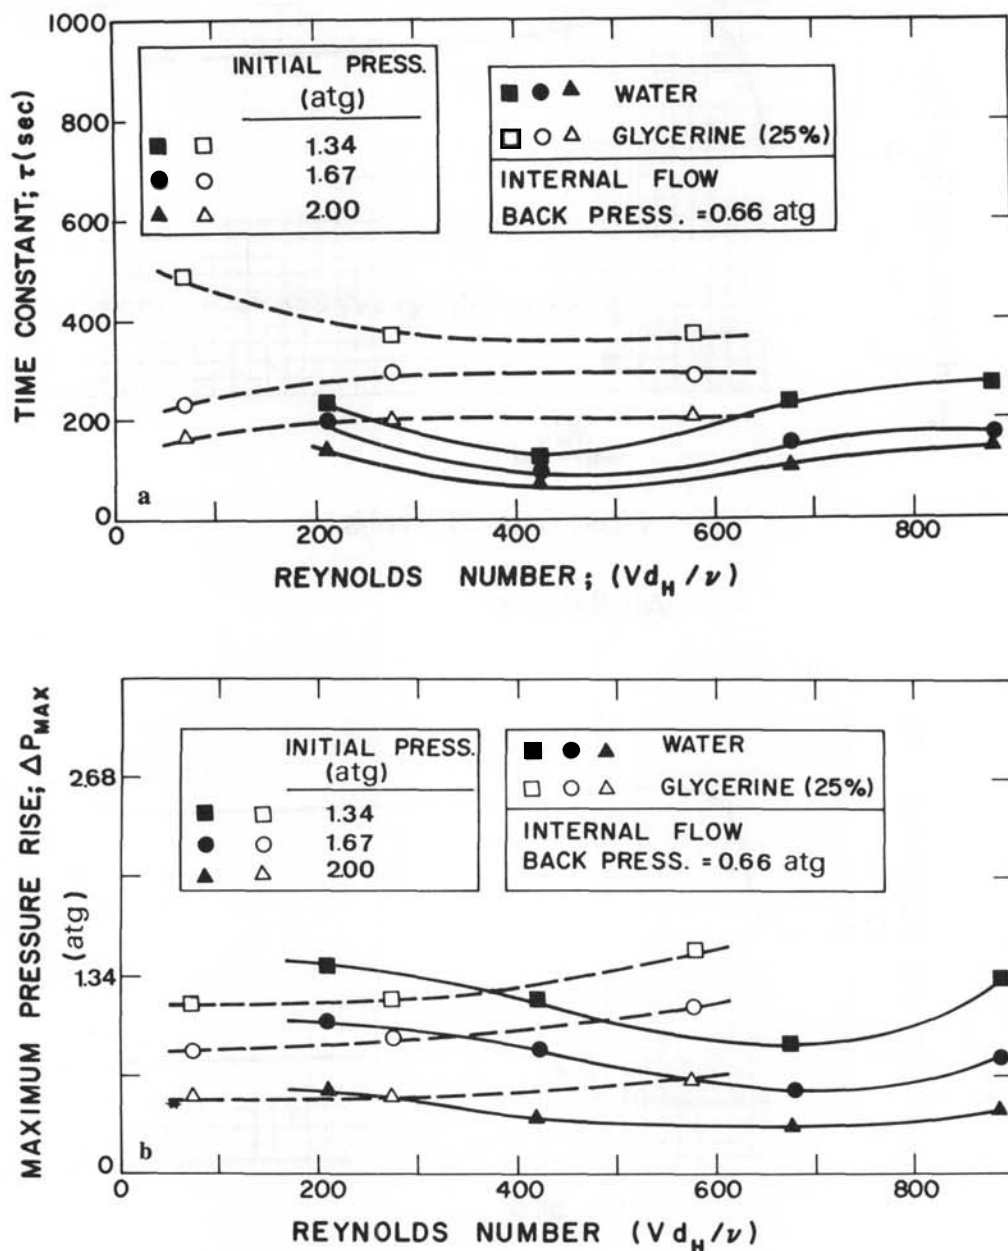 1000
800
600
400
200
0
TIME CONSTANT; τ(sec)
INITIAL PRESS.
(atg)
1.34
1.67
2.00
WATER
GLYCERINE (25%)
INTERNAL FLOW
BACK PRESS. = 0.66 atg
a
0 200 400 600 800
REYNOLDS NUMBER; (Vd_H/ν)
MAXIMUM PRESSURE RISE; ΔP_MAX
(atg)
2.68
1.34
0
INITIAL PRESS.
(atg)
1.34
1.67
2.00
WATER
GLYCERINE (25%)
INTERNAL FLOW
BACK PRESS. = 0.66 atg
b
0 200 400 600 800
REYNOLDS NUMBER (Vd_H/ν)